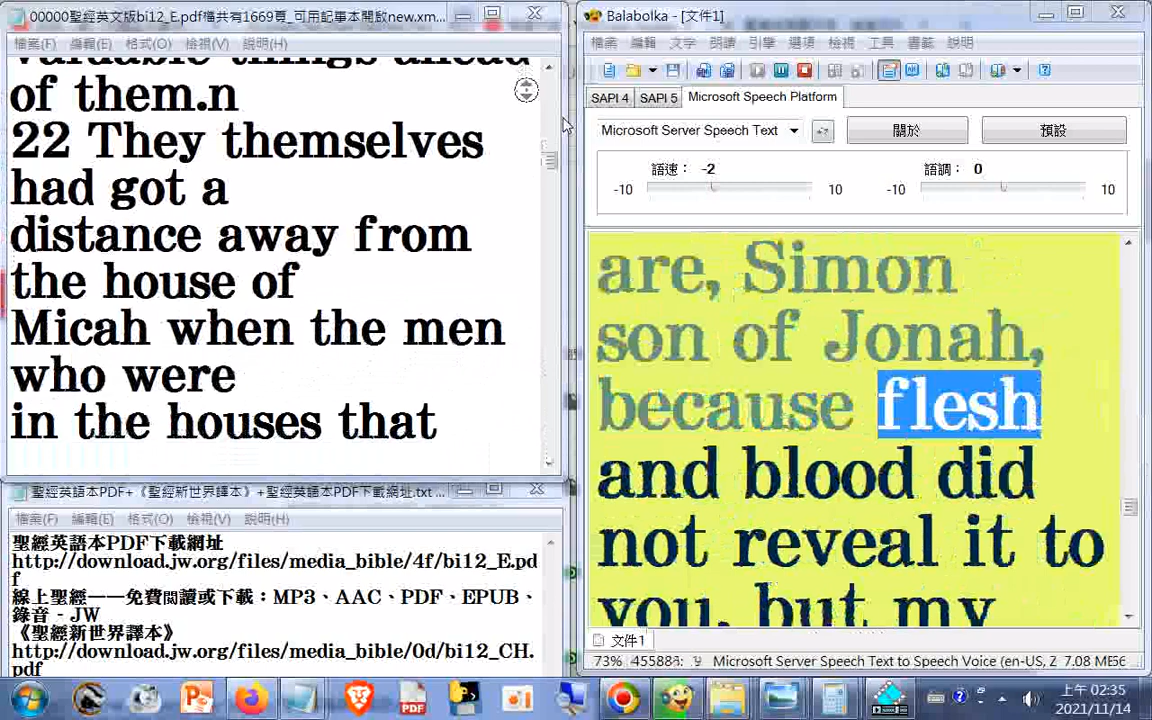 00000聖經英文版bi12_E.pdf檔共有1669頁_可用記事本開啟new.xm...
檔案(F) 編輯(E) 格式(O) 檢視(V) 說明(H)
valuable things ahead
of them.n
22 They themselves
had got a
distance away from
the house of
Micah when the men
who were
in the houses that
聖經英語本PDF+《聖經新世界譯本》+聖經英語本PDF下載網址.txt ...
檔案(F) 編輯(E) 格式(O) 檢視(V) 說明(H)
聖經英語本PDF下載網址
http://download.jw.org/files/media_bible/4f/bi12_E.pd
f
線上聖經——免費閱讀或下載：MP3、AAC、PDF、EPUB、
錄音 - JW
《聖經新世界譯本》
http://download.jw.org/files/media_bible/0d/bi12_CH.
pdf
Balabolka - [文件1]
檔案 編輯 文字 朗讀 引擎 選項 檢視 工具 書籤 說明
SAPI 4 SAPI 5 Microsoft Speech Platform
Microsoft Server Speech Text 關於 預設
語速： -2 語調： 0
-10 10 -10 10
are, Simon
son of Jonah,
because flesh
and blood did
not reveal it to
you, but my
文件1
73% Microsoft Server Speech Text to Speech Voice (en-US, Z 7.08 ME
上午 02:35
2021/11/14